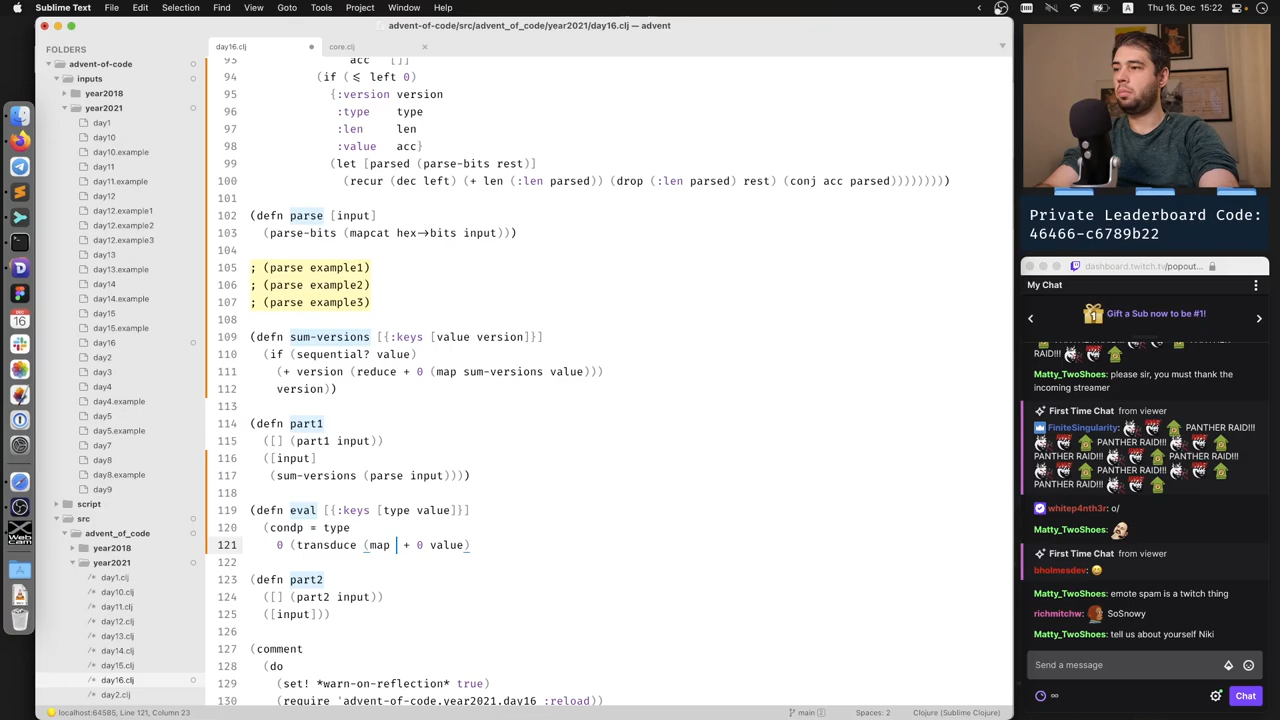 Sublime Text File Edit Selection Find View Goto Tools Project Window Help
Thu 16. Dec 15:22
advent-of-code/src/advent_of_code/year2021/day16.clj — advent
FOLDERS
advent-of-code
inputs
year2018
year2021
day1
day10
day10.example
day11
day11.example
day12
day12.example1
day12.example2
day12.example3
day13
day13.example
day14
day14.example
day15
day15.example
day16
day2
day3
day4
day4.example
day5
day5.example
day7
day8
day8.example
day9
script
src
advent_of_code
year2018
year2021
/* day1.clj
/* day10.clj
/* day11.clj
/* day12.clj
/* day13.clj
/* day14.clj
/* day15.clj
/* day16.clj
/* day2.clj
day16.clj
core.clj
93 acc []]
94 (if (<= left 0)
95 {:version version
96 :type type
97 :len len
98 :value acc}
99 (let [parsed (parse-bits rest)]
100 (recur (dec left) (+ len (:len parsed)) (drop (:len parsed) rest) (conj acc parsed))))))))
101
102 (defn parse [input]
103 (parse-bits (mapcat hex->bits input)))
104
105 ; (parse example1)
106 ; (parse example2)
107 ; (parse example3)
108
109 (defn sum-versions [{:keys [value version]}]
110 (if (sequential? value)
111 (+ version (reduce + 0 (map sum-versions value)))
112 version))
113
114 (defn part1
115 ([] (part1 input))
116 ([input]
117 (sum-versions (parse input))))
118
119 (defn eval [{:keys [type value]}]
120 (condp = type
121 0 (transduce (map + 0 value)
122
123 (defn part2
124 ([] (part2 input))
125 ([input]))
126
127 (comment
128 (do
129 (set! *warn-on-reflection* true)
130 (require 'advent-of-code.year2021.day16 :reload))
localhost:64585, Line 121, Column 23
main 2
Spaces: 2
Clojure (Sublime Clojure)
Private Leaderboard Code:
46466-c6789b22
dashboard.twitch.tv/popout...
My Chat
Gift a Sub now to be #1!
PANTHER RAID!!! PANTHER
RAID!!!
Matty_TwoShoes: please sir, you must thank the
incoming streamer
First Time Chat from viewer
FiniteSingularity: PANTHER RAID!!!
PANTHER RAID!!!
PANTHER RAID!!!
PANTHER RAID!!!
PANTHER RAID!!!
PANTHER RAID!!!
whitep4nth3r: o/
Matty_TwoShoes:
First Time Chat from viewer
bholmesdev:
Matty_TwoShoes: emote spam is a twitch thing
richmitchw: SoSnowy
Matty_TwoShoes: tell us about yourself Niki
Send a message
∞
Chat